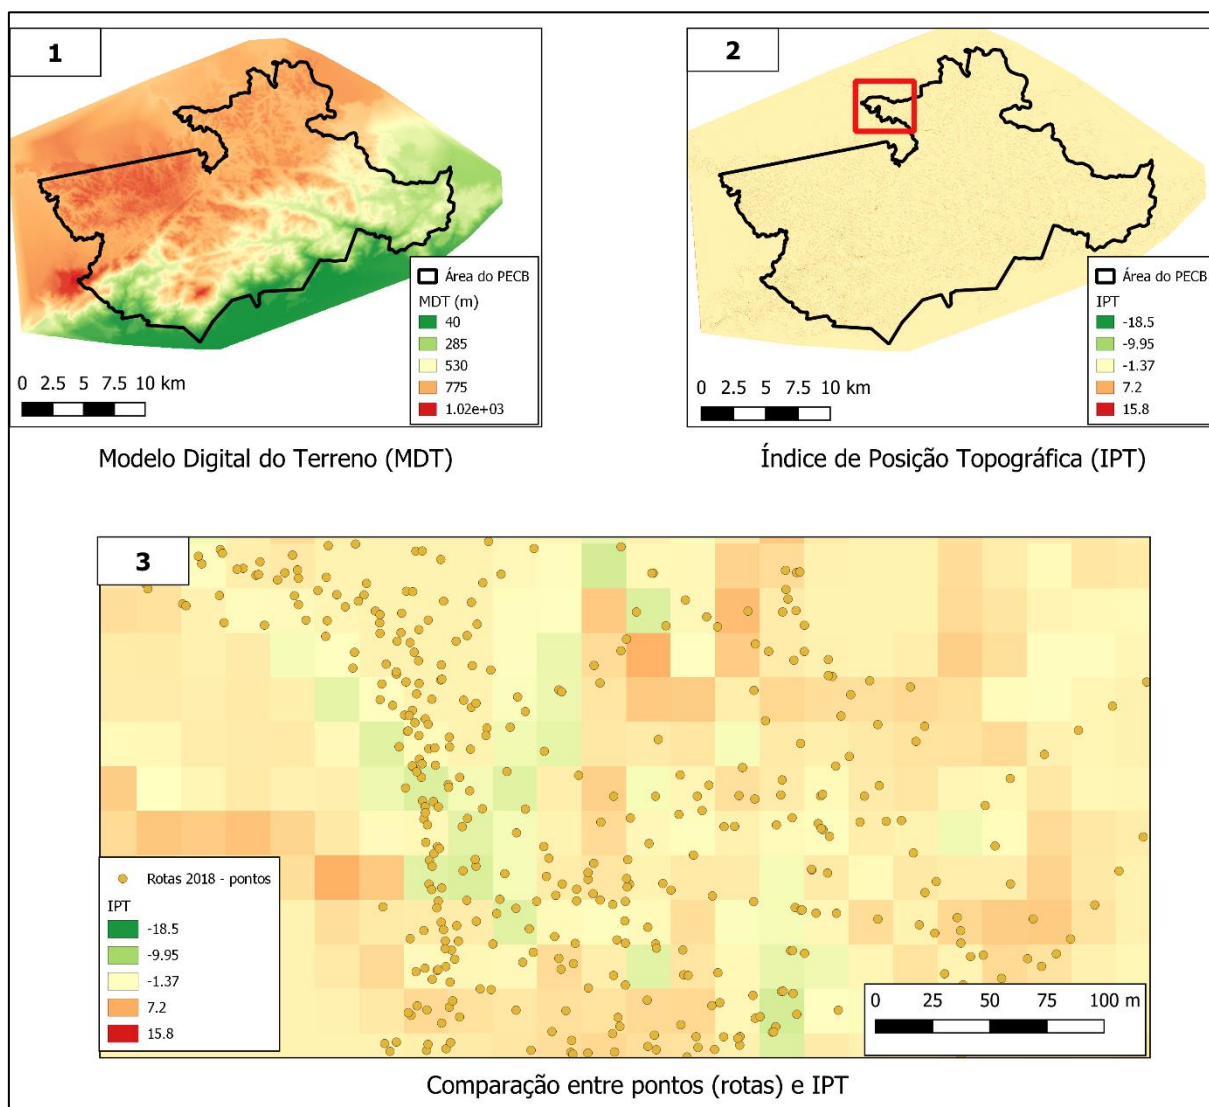 1
Área do PECB
MDT (m)
40
285
530
775
1.02e+03
0 2.5 5 7.5 10 km
Modelo Digital do Terreno (MDT)
2
Área do PECB
IPT
-18.5
-9.95
-1.37
7.2
15.8
0 2.5 5 7.5 10 km
Índice de Posição Topográfica (IPT)
3
Rotas 2018 - pontos
IPT
-18.5
-9.95
-1.37
7.2
15.8
0 25 50 75 100 m
Comparação entre pontos (rotas) e IPT